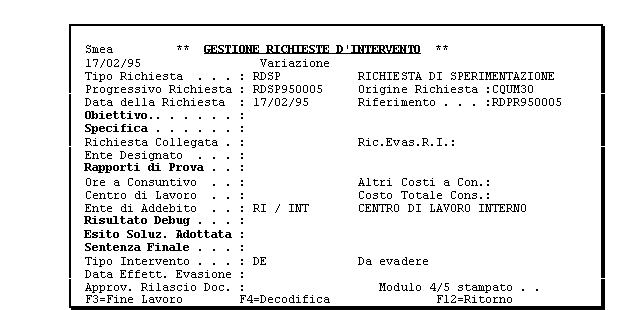 Smea ** GESTIONE RICHIESTE D'INTERVENTO **
17/02/95 Variazione
Tipo Richiesta . . . : RDSP RICHIESTA DI SPERIMENTAZIONE
Progressivo Richiesta : RDSP950005 Origine Richiesta :CQUM30
Data della Richiesta : 17/02/95 Riferimento . . . :RDPR950005
Obiettivo.. . . . . . :
Specifica . . . . . . :
Richiesta Collegata . : Ric.Evas.R.I.:
Ente Designato . . . :
Rapporti di Prova . . :
Ore a Consuntivo . . : Altri Costi a Con.:
Centro di Lavoro . . : Costo Totale Cons.:
Ente di Addebito . . : RI / INT CENTRO DI LAVORO INTERNO
Risultato Debug . . . :
Esito Soluz. Adottata :
Sentenza Finale . . . :
Tipo Intervento . . . : DE Da evadere
Data Effett. Evasione :
Approv. Rilascio Doc. : Modulo 4/5 stampato . .
F3=Fine Lavoro F4=Decodifica F12=Ritorno